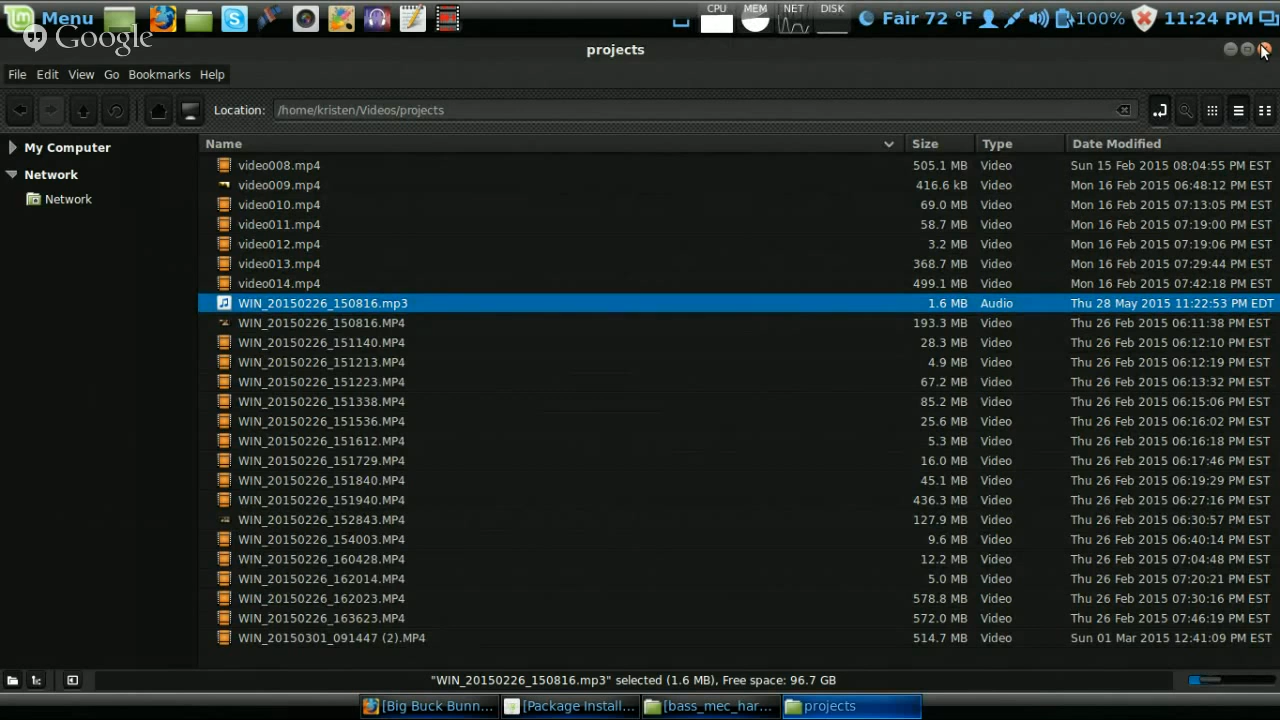 Menu CPU MEM NET DISK Fair 72 °F 100% 11:24 PM
Google
projects
File Edit View Go Bookmarks Help
Location: /home/kristen/Videos/projects
My Computer
Network
Network
Name Size Type Date Modified
video008.mp4 505.1 MB Video Sun 15 Feb 2015 08:04:55 PM EST
video009.mp4 416.6 kB Video Mon 16 Feb 2015 06:48:12 PM EST
video010.mp4 69.0 MB Video Mon 16 Feb 2015 07:13:05 PM EST
video011.mp4 58.7 MB Video Mon 16 Feb 2015 07:19:00 PM EST
video012.mp4 3.2 MB Video Mon 16 Feb 2015 07:19:06 PM EST
video013.mp4 368.7 MB Video Mon 16 Feb 2015 07:29:44 PM EST
video014.mp4 499.1 MB Video Mon 16 Feb 2015 07:42:18 PM EST
WIN_20150226_150816.mp3 1.6 MB Audio Thu 28 May 2015 11:22:53 PM EDT
WIN_20150226_150816.MP4 193.3 MB Video Thu 26 Feb 2015 06:11:38 PM EST
WIN_20150226_151140.MP4 28.3 MB Video Thu 26 Feb 2015 06:12:10 PM EST
WIN_20150226_151213.MP4 4.9 MB Video Thu 26 Feb 2015 06:12:19 PM EST
WIN_20150226_151223.MP4 67.2 MB Video Thu 26 Feb 2015 06:13:32 PM EST
WIN_20150226_151338.MP4 85.2 MB Video Thu 26 Feb 2015 06:15:06 PM EST
WIN_20150226_151536.MP4 25.6 MB Video Thu 26 Feb 2015 06:16:02 PM EST
WIN_20150226_151612.MP4 5.3 MB Video Thu 26 Feb 2015 06:16:18 PM EST
WIN_20150226_151729.MP4 16.0 MB Video Thu 26 Feb 2015 06:17:46 PM EST
WIN_20150226_151840.MP4 45.1 MB Video Thu 26 Feb 2015 06:19:29 PM EST
WIN_20150226_151940.MP4 436.3 MB Video Thu 26 Feb 2015 06:27:16 PM EST
WIN_20150226_152843.MP4 127.9 MB Video Thu 26 Feb 2015 06:30:57 PM EST
WIN_20150226_154003.MP4 9.6 MB Video Thu 26 Feb 2015 06:40:14 PM EST
WIN_20150226_160428.MP4 12.2 MB Video Thu 26 Feb 2015 07:04:48 PM EST
WIN_20150226_162014.MP4 5.0 MB Video Thu 26 Feb 2015 07:20:21 PM EST
WIN_20150226_162023.MP4 578.8 MB Video Thu 26 Feb 2015 07:30:16 PM EST
WIN_20150226_163623.MP4 572.0 MB Video Thu 26 Feb 2015 07:46:19 PM EST
WIN_20150301_091447 (2).MP4 514.7 MB Video Sun 01 Mar 2015 12:41:09 PM EST
"WIN_20150226_150816.mp3" selected (1.6 MB), Free space: 96.7 GB
[Big Buck Bunn... [Package Install... [bass_mec_har... projects